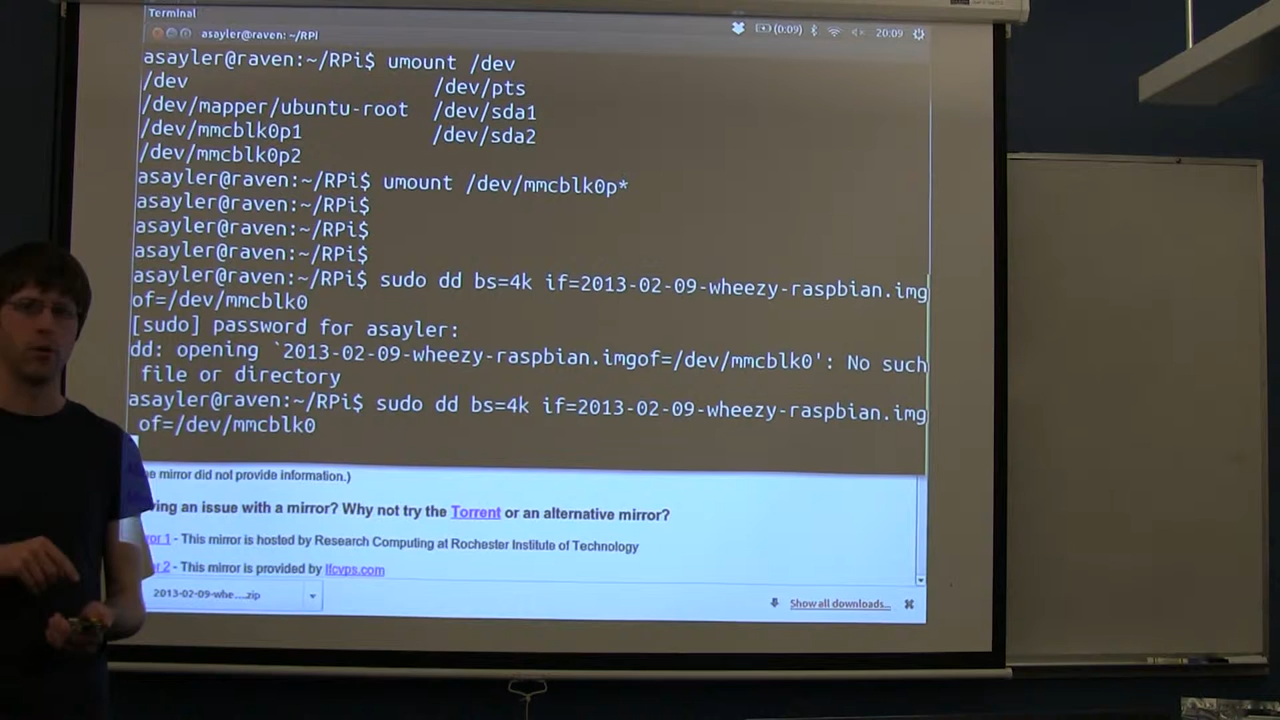 Terminal
asayler@raven: ~/RPi
(0:09) 20:09
asayler@raven:~/RPi$ umount /dev
/dev /dev/pts
/dev/mapper/ubuntu-root /dev/sda1
/dev/mmcblk0p1 /dev/sda2
/dev/mmcblk0p2
asayler@raven:~/RPi$ umount /dev/mmcblk0p*
asayler@raven:~/RPi$
asayler@raven:~/RPi$
asayler@raven:~/RPi$
asayler@raven:~/RPi$ sudo dd bs=4k if=2013-02-09-wheezy-raspbian.img
of=/dev/mmcblk0
[sudo] password for asayler:
dd: opening `2013-02-09-wheezy-raspbian.imgof=/dev/mmcblk0': No such
file or directory
asayler@raven:~/RPi$ sudo dd bs=4k if=2013-02-09-wheezy-raspbian.img
of=/dev/mmcblk0
mirror did not provide information.)
ving an issue with a mirror? Why not try the Torrent or an alternative mirror?
ror 1 - This mirror is hosted by Research Computing at Rochester Institute of Technology
2 - This mirror is provided by lfcvps.com
2013-02-09-whe....zip Show all downloads...